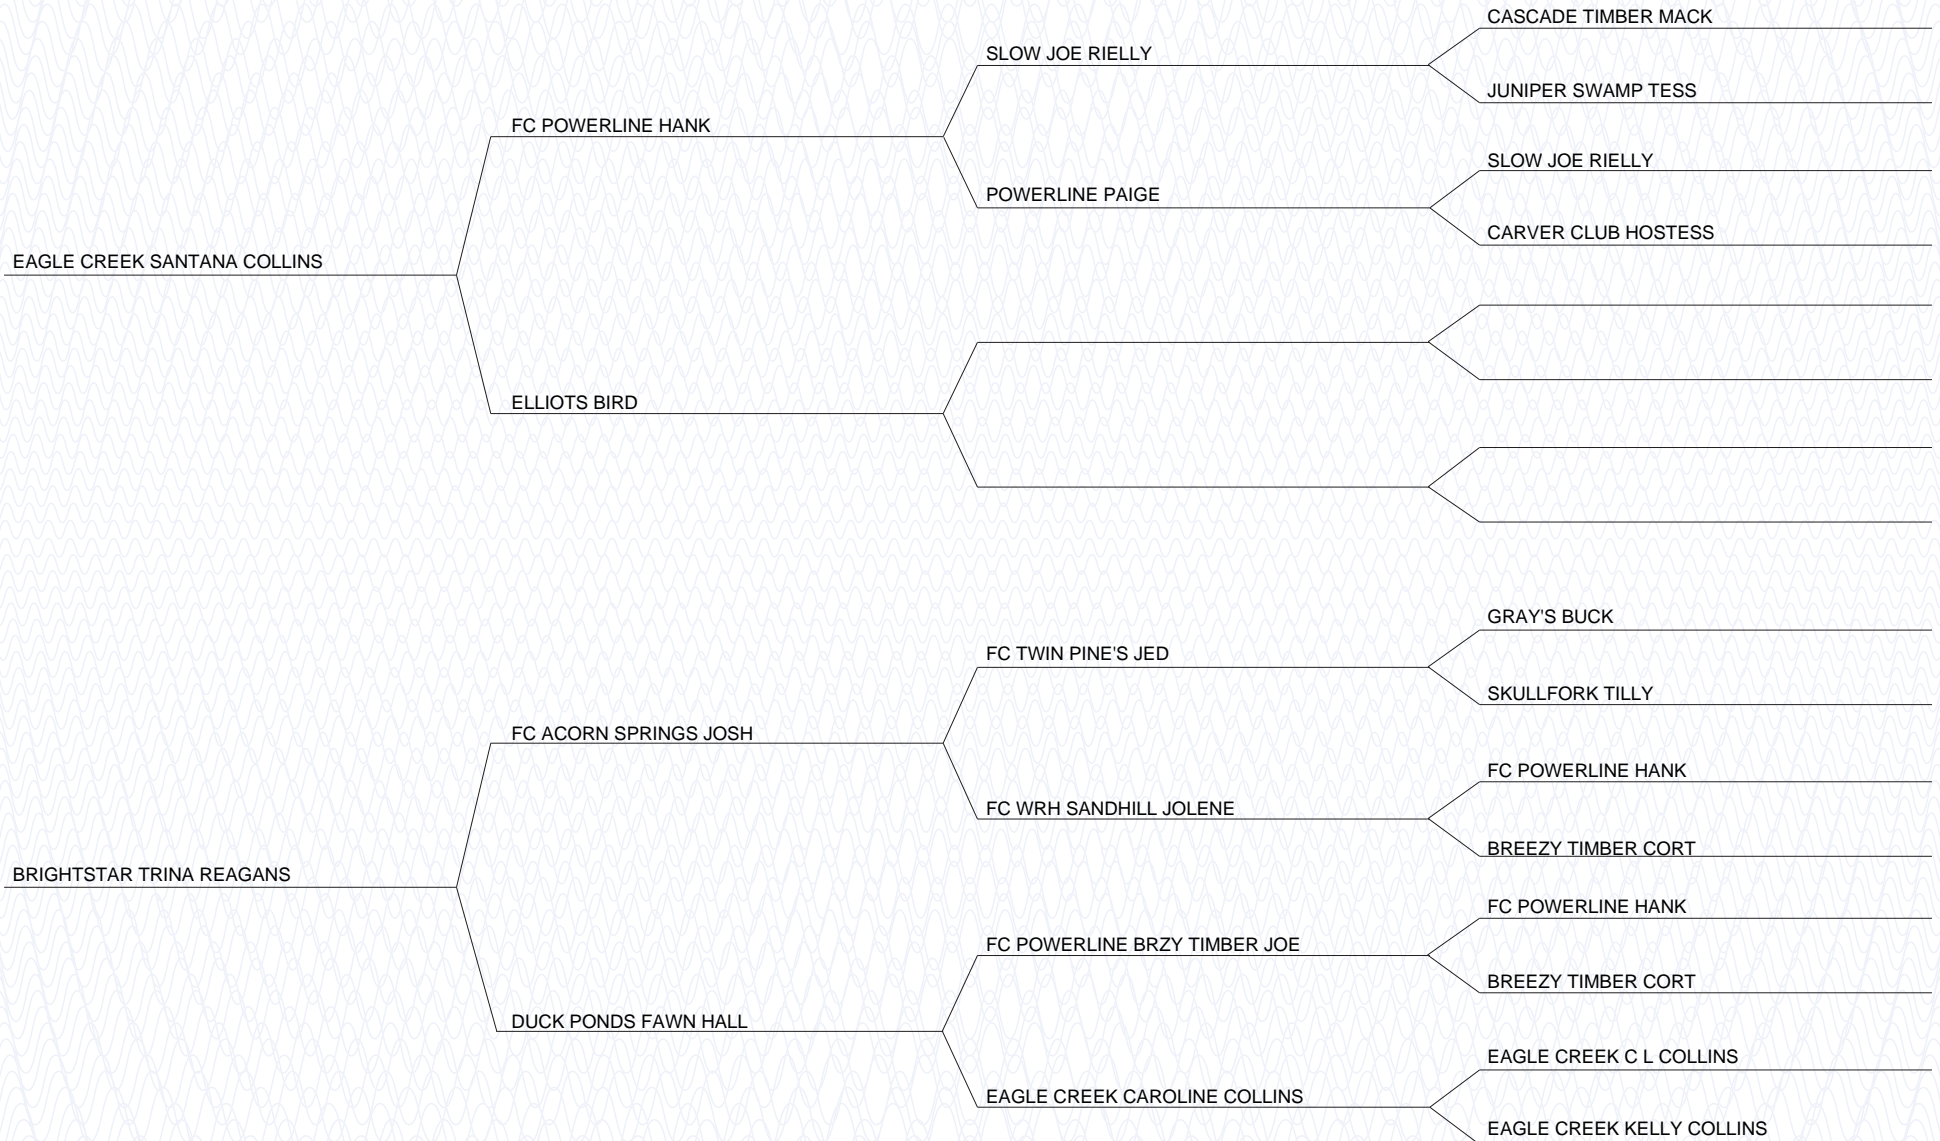 CASCADE TIMBER MACK
SLOW JOE RIELLY
JUNIPER SWAMP TESS
FC POWERLINE HANK
SLOW JOE RIELLY
POWERLINE PAIGE
CARVER CLUB HOSTESS
EAGLE CREEK SANTANA COLLINS
ELLIOTS BIRD
GRAY'S BUCK
FC TWIN PINE'S JED
SKULLFORK TILLY
FC ACORN SPRINGS JOSH
FC POWERLINE HANK
FC WRH SANDHILL JOLENE
BREEZY TIMBER CORT
BRIGHTSTAR TRINA REAGANS
FC POWERLINE HANK
FC POWERLINE BRZY TIMBER JOE
BREEZY TIMBER CORT
DUCK PONDS FAWN HALL
EAGLE CREEK C L COLLINS
EAGLE CREEK CAROLINE COLLINS
EAGLE CREEK KELLY COLLINS